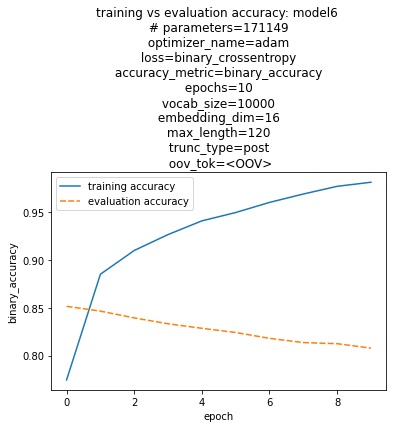 training vs evaluation accuracy: model6
# parameters=171149
optimizer_name=adam
loss=binary_crossentropy
accuracy_metric=binary_accuracy
epochs=10
vocab_size=10000
embedding_dim=16
max_length=120
trunc_type=post
oov_tok=<OOV>
training accuracy
evaluation accuracy
0.95
0.90
0.85
0.80
binary_accuracy
0 2 4 6 8
epoch